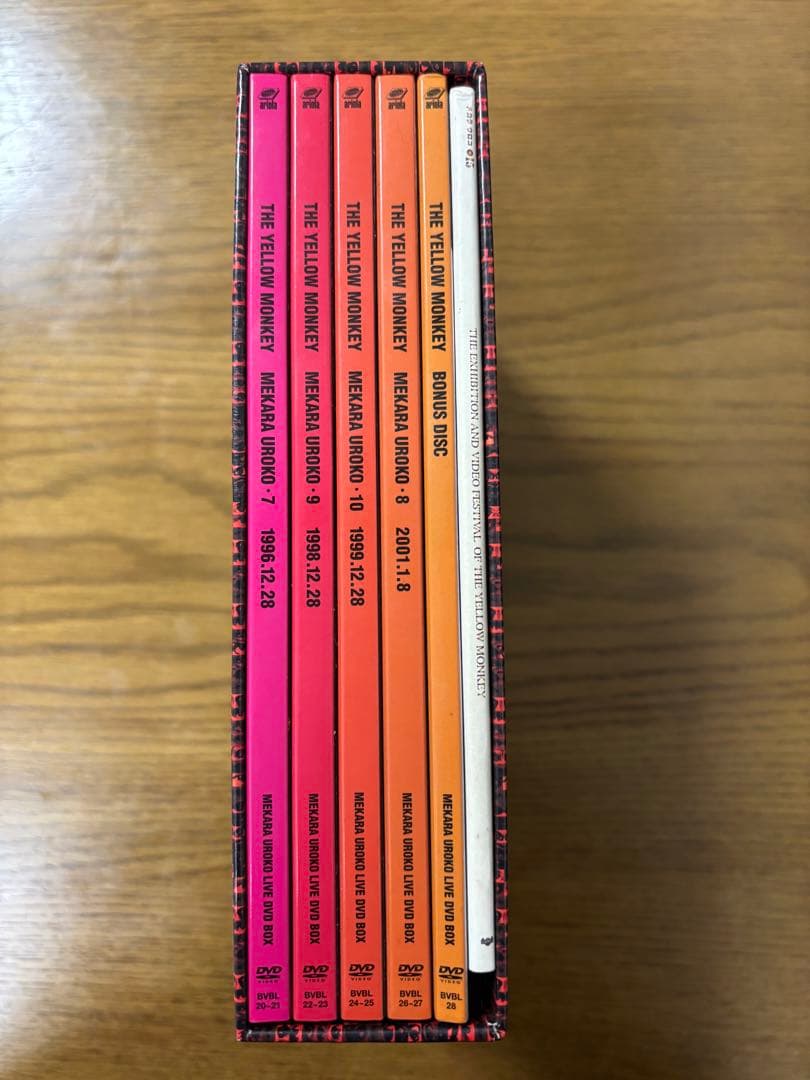 ariola
THE YELLOW MONKEY MEKARA UROKO・7 1996.12.28
MEKARA UROKO LIVE DVD BOX
DVD
VIDEO
BVBL
20~21
ariola
THE YELLOW MONKEY MEKARA UROKO・9 1998.12.28
MEKARA UROKO LIVE DVD BOX
DVD
VIDEO
BVBL
22~23
ariola
THE YELLOW MONKEY MEKARA UROKO・10 1999.12.28
MEKARA UROKO LIVE DVD BOX
DVD
VIDEO
BVBL
24~25
ariola
THE YELLOW MONKEY MEKARA UROKO・8 2001.1.8
MEKARA UROKO LIVE DVD BOX
DVD
VIDEO
BVBL
26~27
ariola
THE YELLOW MONKEY BONUS DISC
MEKARA UROKO LIVE DVD BOX
DVD
VIDEO
BVBL
28
THE EXHIBITION AND VIDEO FESTIVAL OF THE YELLOW MONKEY